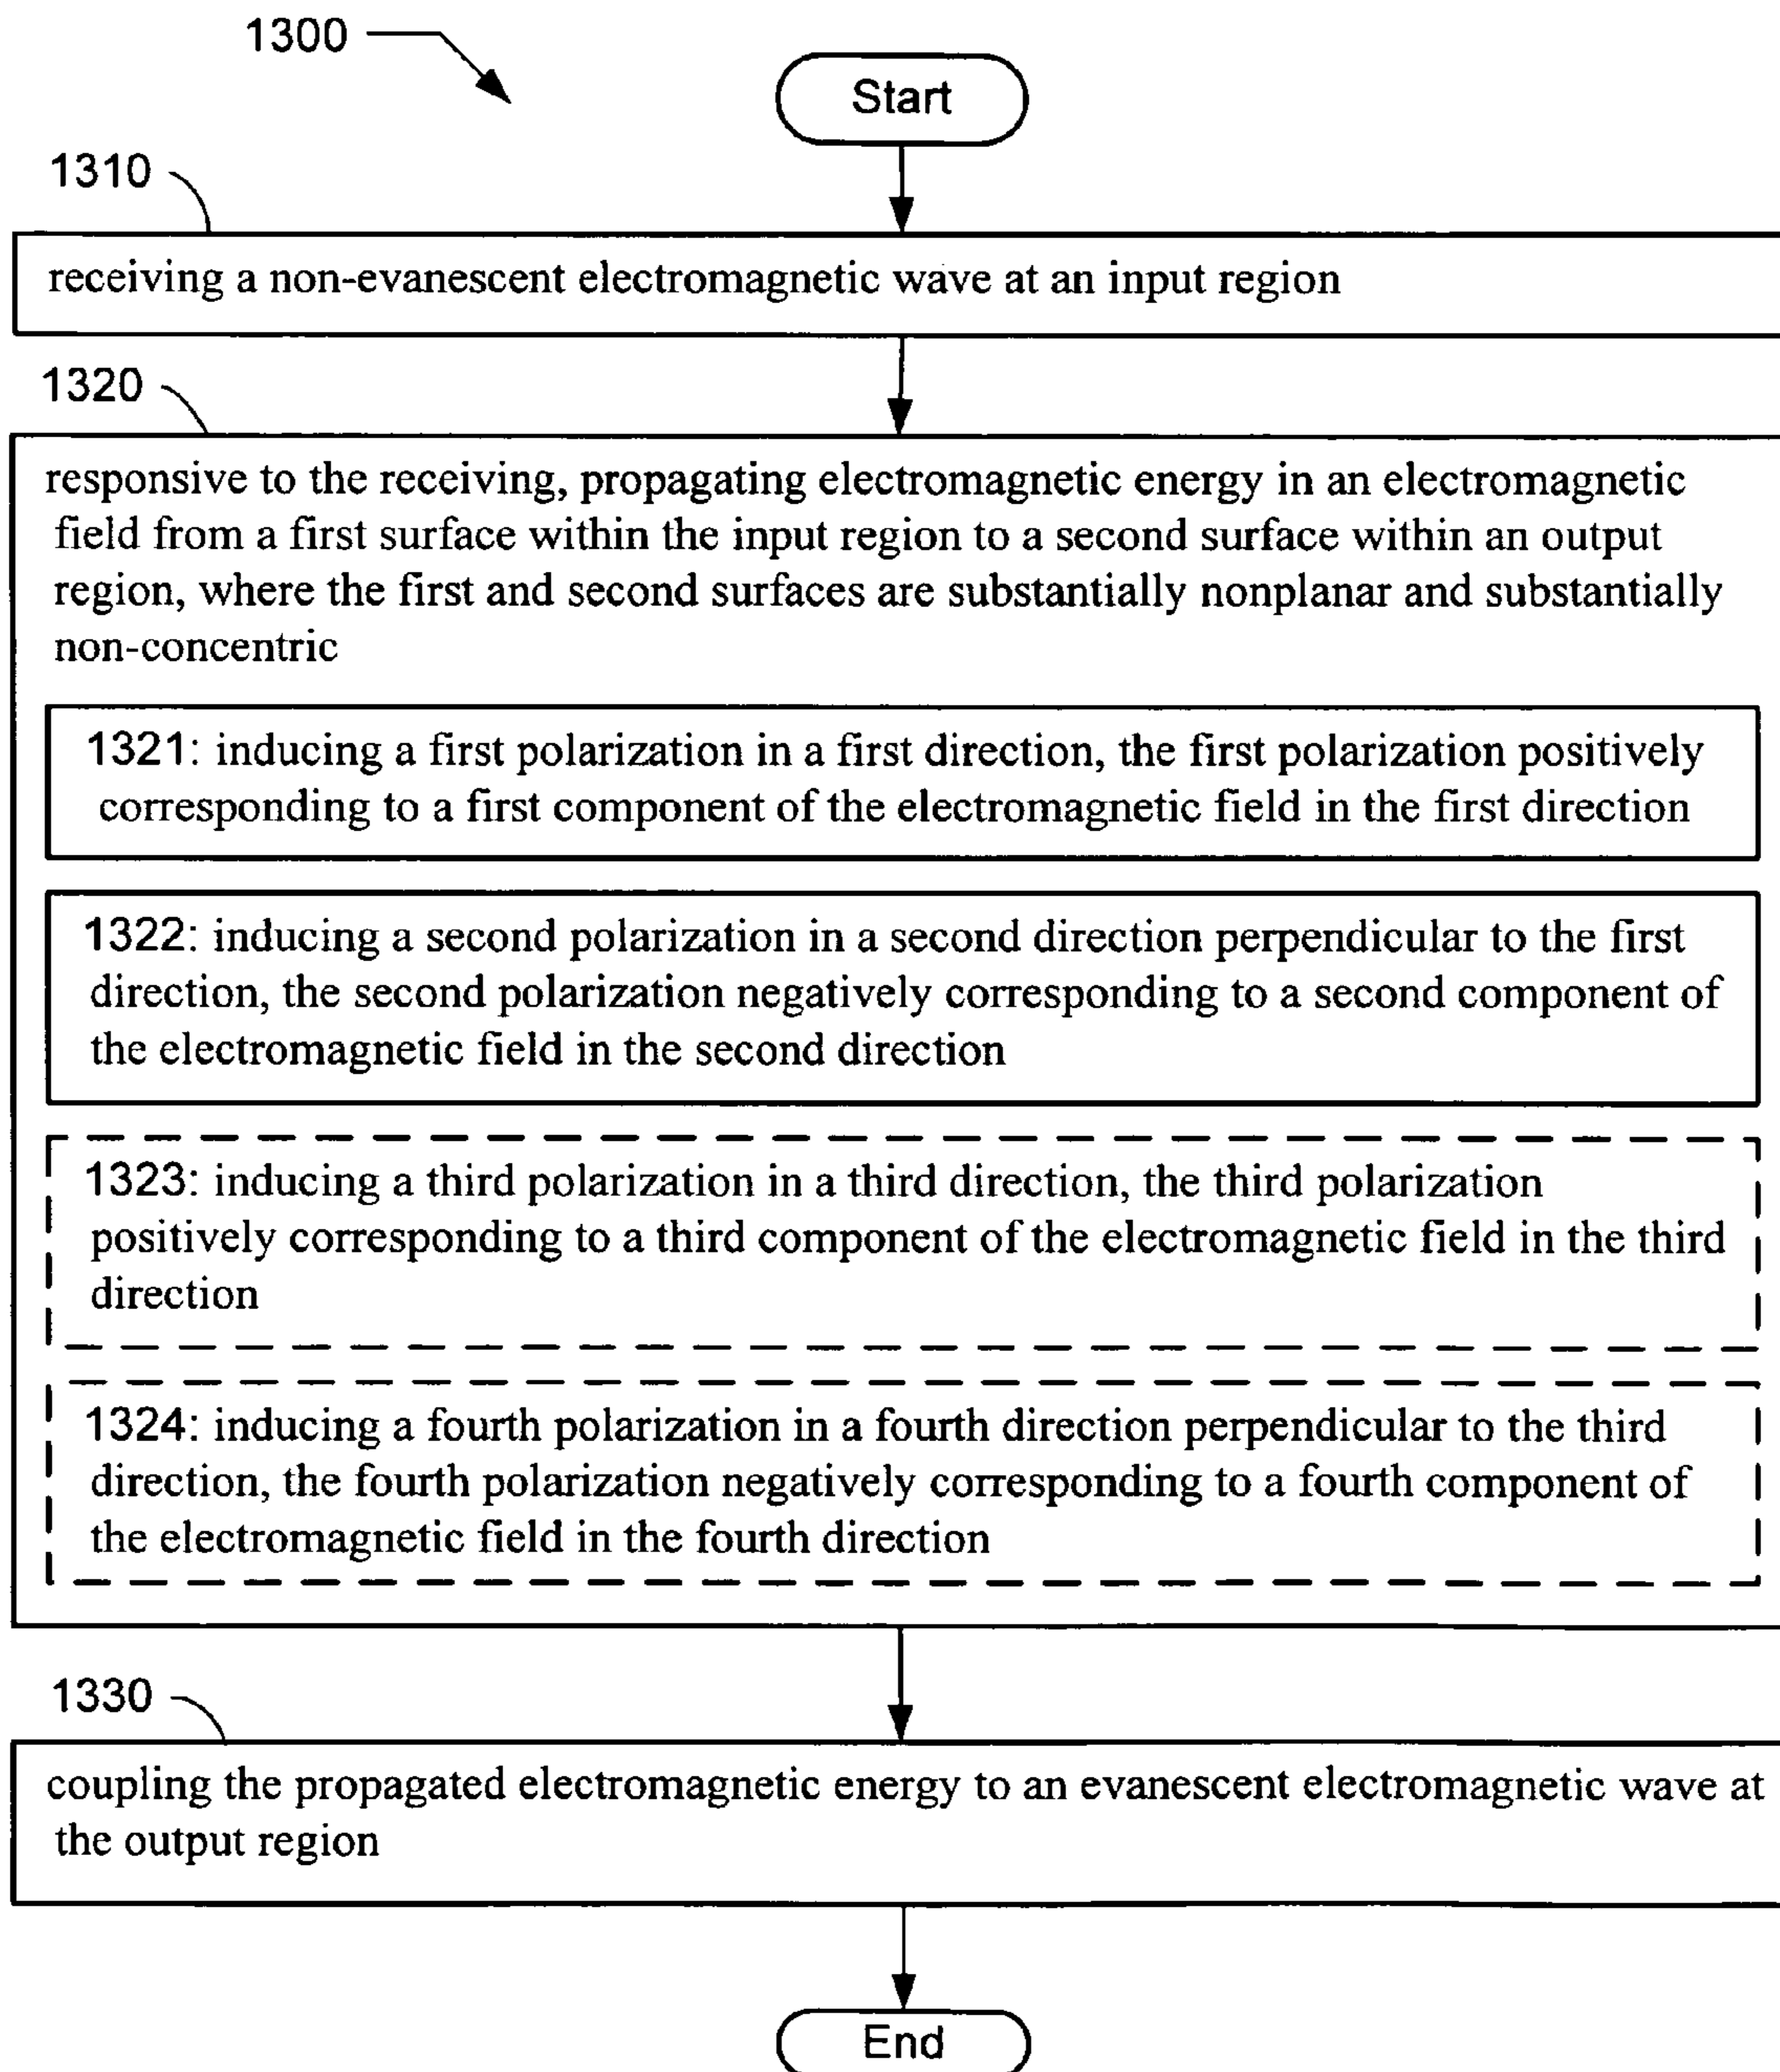 1300
Start
1310
receiving a non-evanescent electromagnetic wave at an input region
1320
responsive to the receiving, propagating electromagnetic energy in an electromagnetic
field from a first surface within the input region to a second surface within an output
region, where the first and second surfaces are substantially nonplanar and substantially
non-concentric
1321: inducing a first polarization in a first direction, the first polarization positively
corresponding to a first component of the electromagnetic field in the first direction
1322: inducing a second polarization in a second direction perpendicular to the first
direction, the second polarization negatively corresponding to a second component of
the electromagnetic field in the second direction
1323: inducing a third polarization in a third direction, the third polarization
positively corresponding to a third component of the electromagnetic field in the third
direction
1324: inducing a fourth polarization in a fourth direction perpendicular to the third
direction, the fourth polarization negatively corresponding to a fourth component of
the electromagnetic field in the fourth direction
1330
coupling the propagated electromagnetic energy to an evanescent electromagnetic wave at
the output region
End